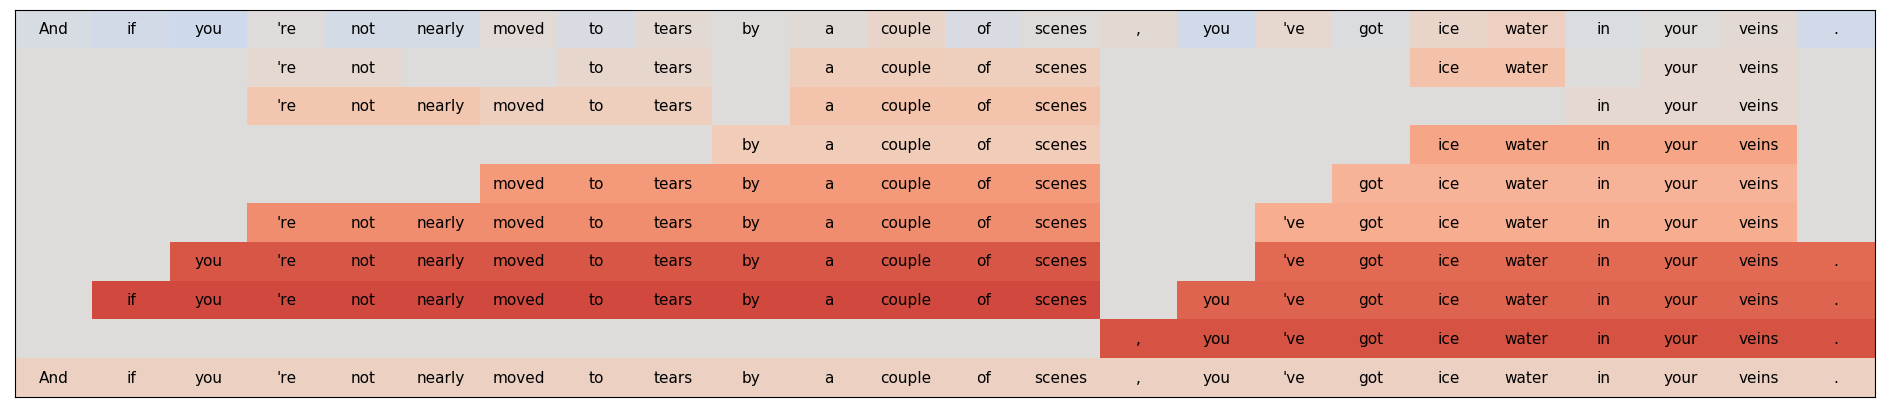 And if you 're not nearly moved to tears by a couple of scenes , you 've got ice water in your veins .
're not to tears a couple of scenes ice water your veins
're not nearly moved to tears a couple of scenes in your veins
by a couple of scenes ice water in your veins
moved to tears by a couple of scenes got ice water in your veins
're not nearly moved to tears by a couple of scenes 've got ice water in your veins
you 're not nearly moved to tears by a couple of scenes 've got ice water in your veins .
if you 're not nearly moved to tears by a couple of scenes you 've got ice water in your veins .
, you 've got ice water in your veins .
And if you 're not nearly moved to tears by a couple of scenes , you 've got ice water in your veins .